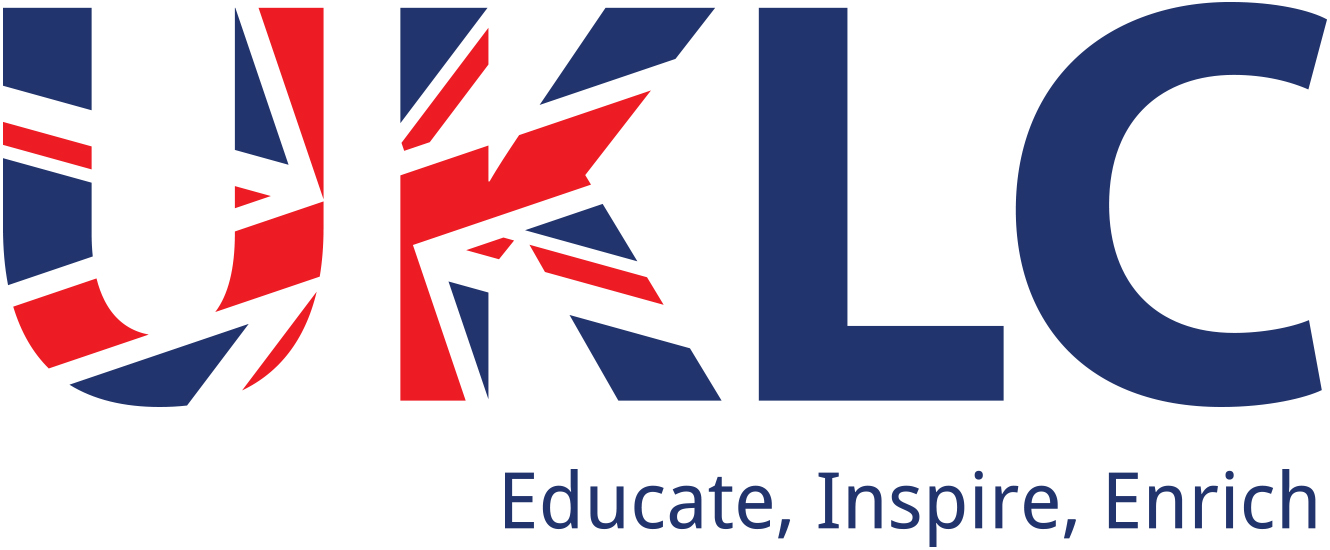 UKLC
Educate, Inspire, Enrich